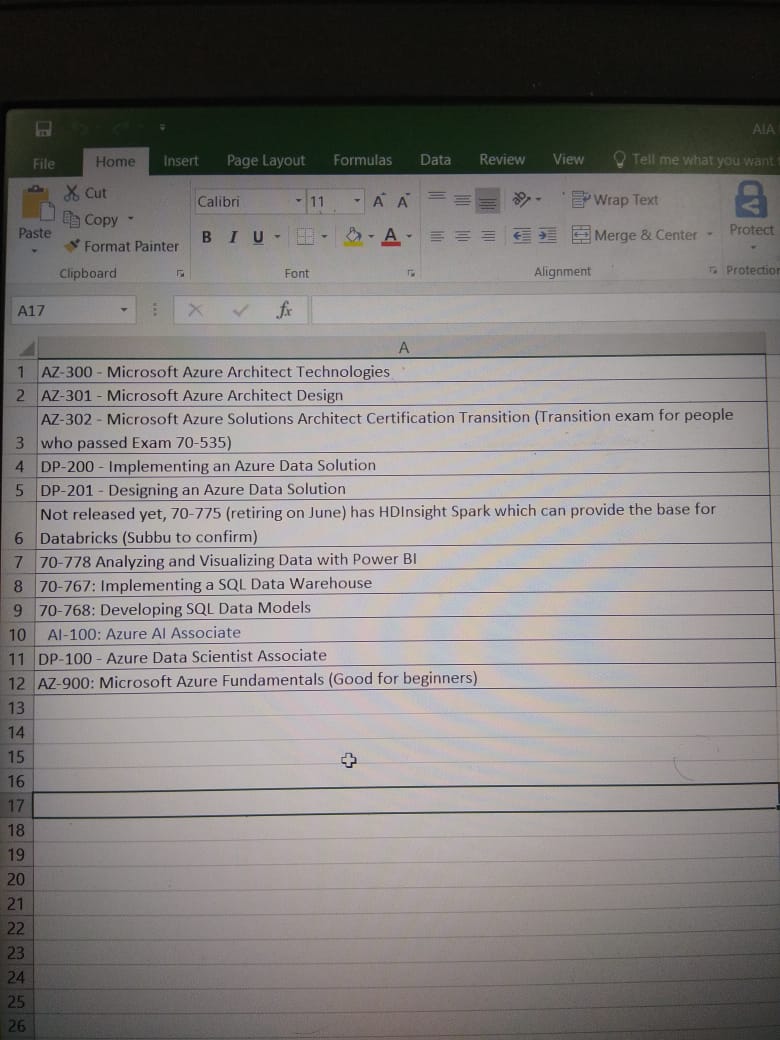 AIA
File Home Insert Page Layout Formulas Data Review View Tell me what you want
Cut
Copy
Paste
Format Painter
Clipboard
Calibri 11
A A
B I U A
Font
Wrap Text
Merge & Center
Alignment
Protect
Protection
A17 fx
A
1 AZ-300 - Microsoft Azure Architect Technologies
2 AZ-301 - Microsoft Azure Architect Design
AZ-302 - Microsoft Azure Solutions Architect Certification Transition (Transition exam for people
3 who passed Exam 70-535)
4 DP-200 - Implementing an Azure Data Solution
5 DP-201 - Designing an Azure Data Solution
Not released yet, 70-775 (retiring on June) has HDInsight Spark which can provide the base for
6 Databricks (Subbu to confirm)
7 70-778 Analyzing and Visualizing Data with Power BI
8 70-767: Implementing a SQL Data Warehouse
9 70-768: Developing SQL Data Models
10 AI-100: Azure AI Associate
11 DP-100 - Azure Data Scientist Associate
12 AZ-900: Microsoft Azure Fundamentals (Good for beginners)
13
14
15
16
17
18
19
20
21
22
23
24
25
26